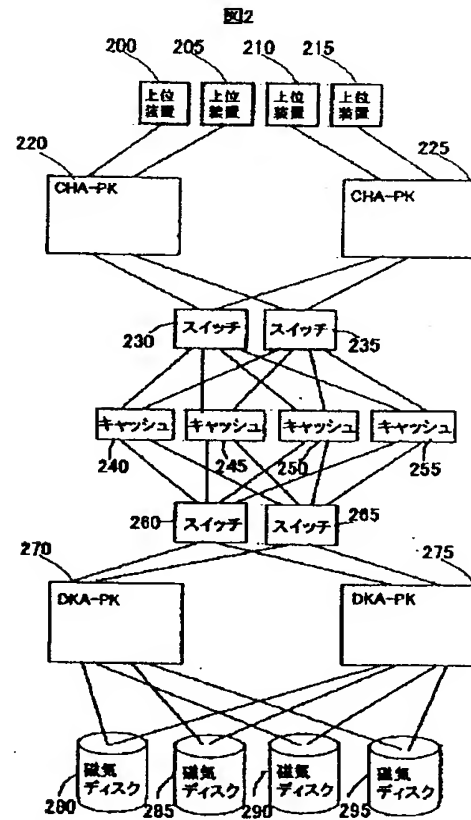 図2
200 205 210 215
上位装置 上位装置 上位装置 上位装置
220 225
CHA-PK CHA-PK
スイッチ スイッチ
230 235
キャッシュ キャッシュ キャッシュ キャッシュ
240 245 250 255
260 スイッチ スイッチ 265
270 275
DKA-PK DKA-PK
磁気ディスク 磁気ディスク 磁気ディスク 磁気ディスク
280 285 290 295